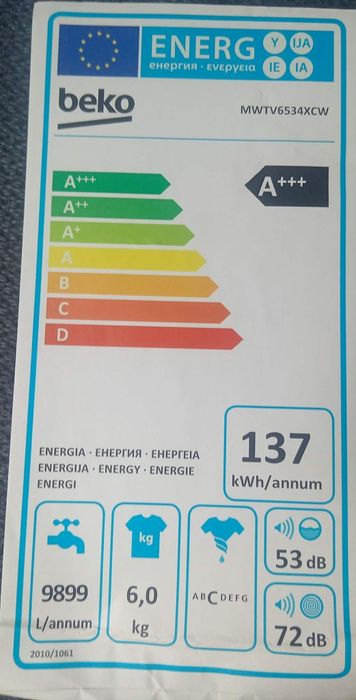 ENERG Y IJA
енергия · ενεργεια IE IA
beko
MWTV6534XCW
A+++ A+++
A++
A+
A
B
C
D
ENERGIA · ЕНЕРГИЯ · ΕΝΕΡΓΕΙΑ
ENERGIJA · ENERGY · ENERGIE
ENERGI
137
kWh/annum
9899
L/annum
kg
6,0
kg
ABCDEFG
53 dB
72 dB
2010/1061